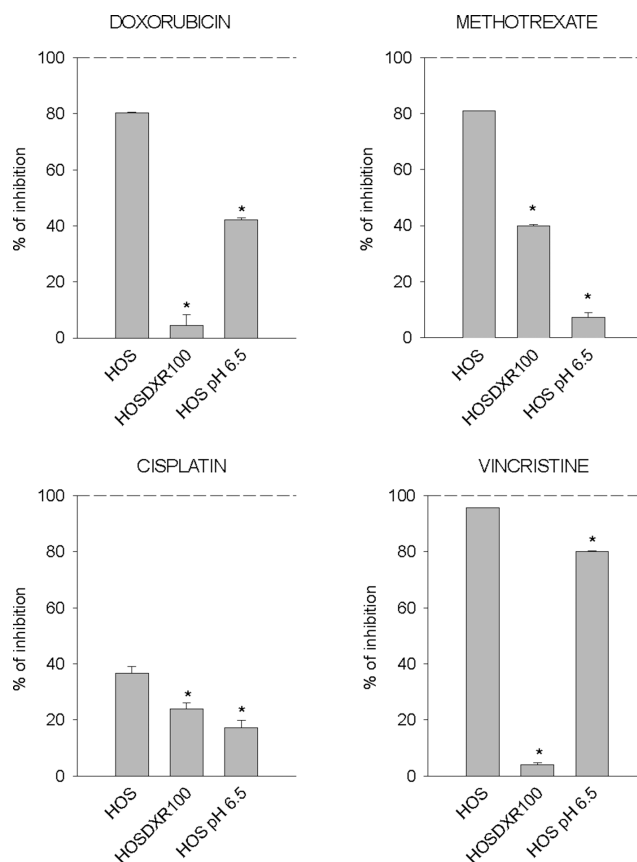 DOXORUBICIN
% of inhibition
100
80
60
40
20
0
*
*
HOS
HOSDXR100
HOS pH 6.5
METHOTREXATE
% of inhibition
100
80
60
40
20
0
*
*
HOS
HOSDXR100
HOS pH 6.5
CISPLATIN
% of inhibition
100
80
60
40
20
0
*
*
HOS
HOSDXR100
HOS pH 6.5
VINCRISTINE
% of inhibition
100
80
60
40
20
0
*
*
HOS
HOSDXR100
HOS pH 6.5